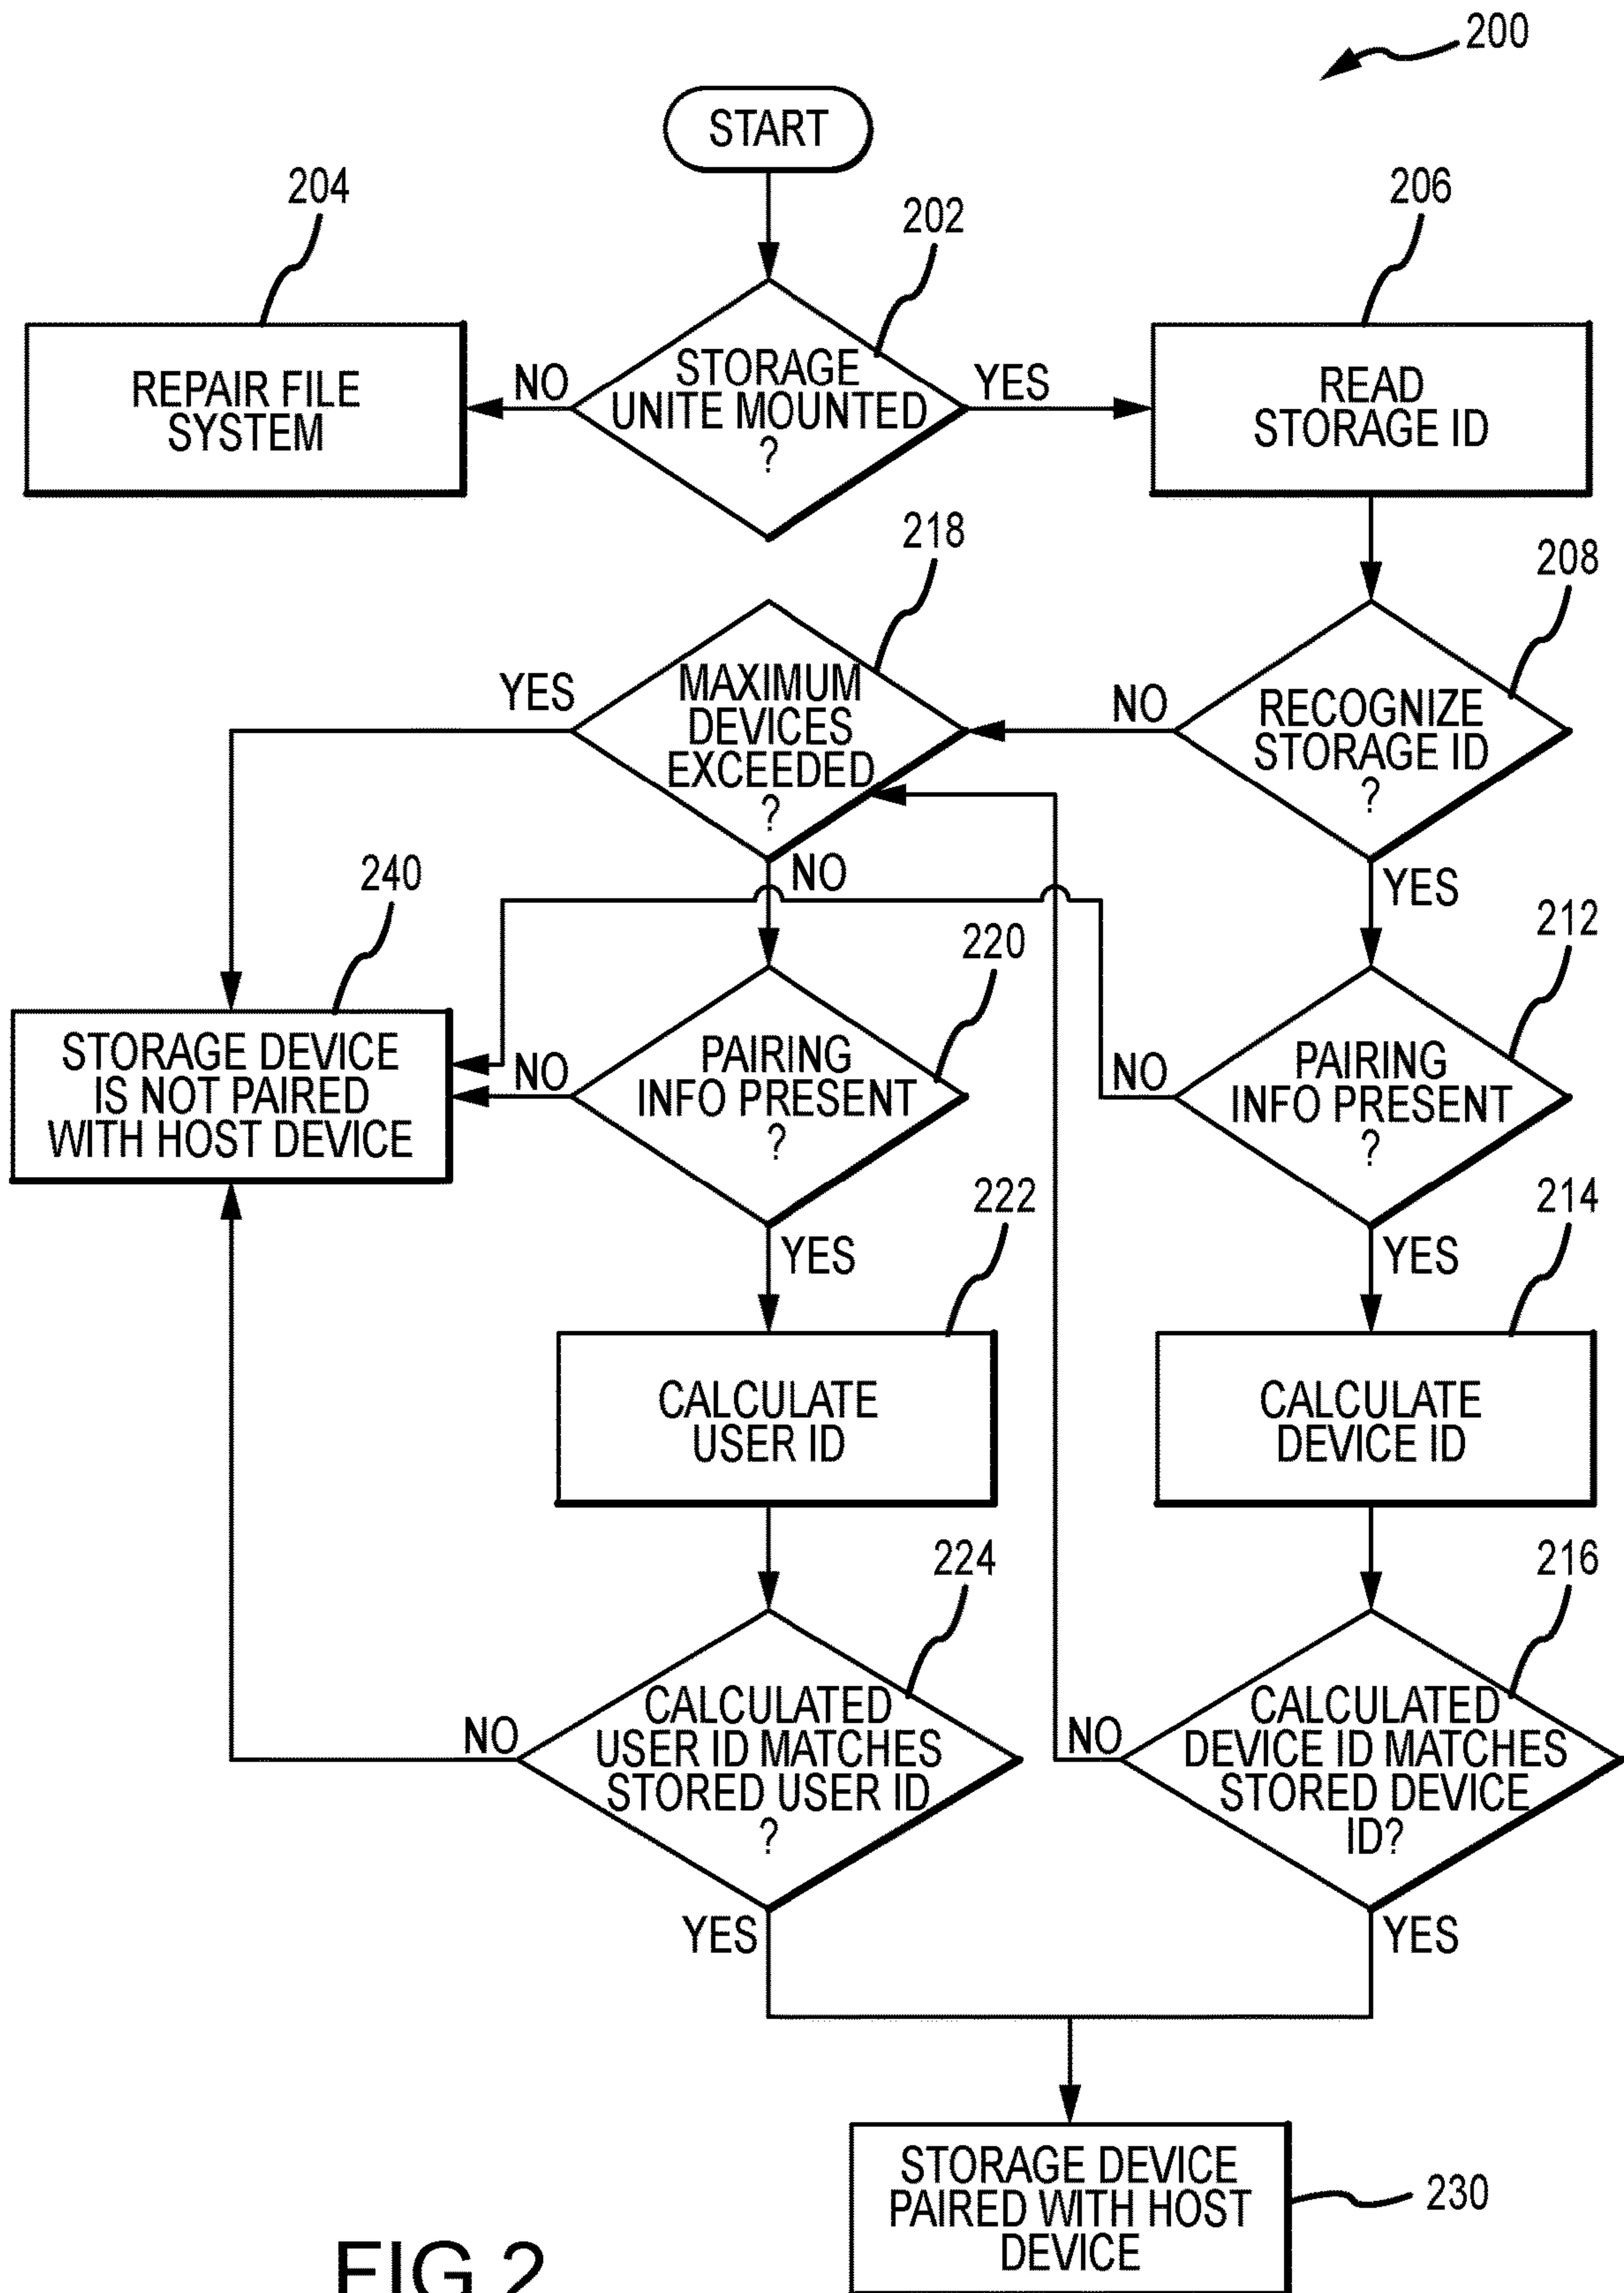 200
START
204
202
206
REPAIR FILE
SYSTEM
NO
STORAGE
UNITE MOUNTED
?
YES
READ
STORAGE ID
218
208
YES
MAXIMUM
DEVICES
EXCEEDED
?
NO
RECOGNIZE
STORAGE ID
?
NO
YES
240
220
212
STORAGE DEVICE
IS NOT PAIRED
WITH HOST DEVICE
NO
PAIRING
INFO PRESENT
?
NO
PAIRING
INFO PRESENT
?
YES
222
YES
214
CALCULATE
USER ID
CALCULATE
DEVICE ID
224
216
NO
CALCULATED
USER ID MATCHES
STORED USER ID
?
NO
CALCULATED
DEVICE ID MATCHES
STORED DEVICE
ID?
YES
YES
STORAGE DEVICE
PAIRED WITH HOST
DEVICE
230
FIG.2